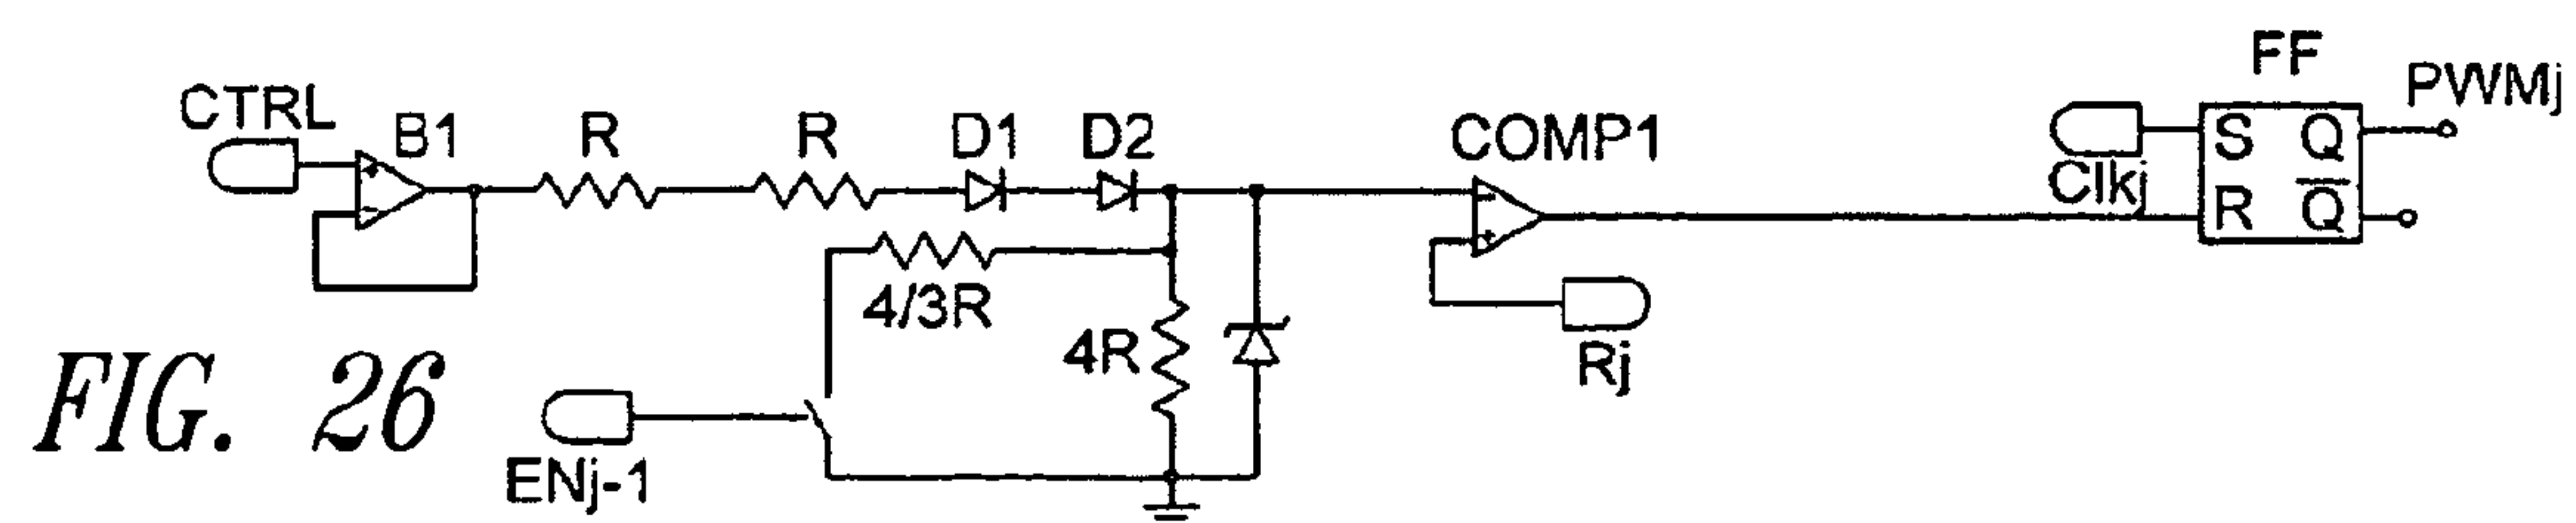 CTRL
B1
R
R
D1
D2
COMP1
FF
PWMj
+
-
-
+
S
Q
Clkj
R
Q̅
4/3R
4R
Rj
ENj-1
FIG. 26